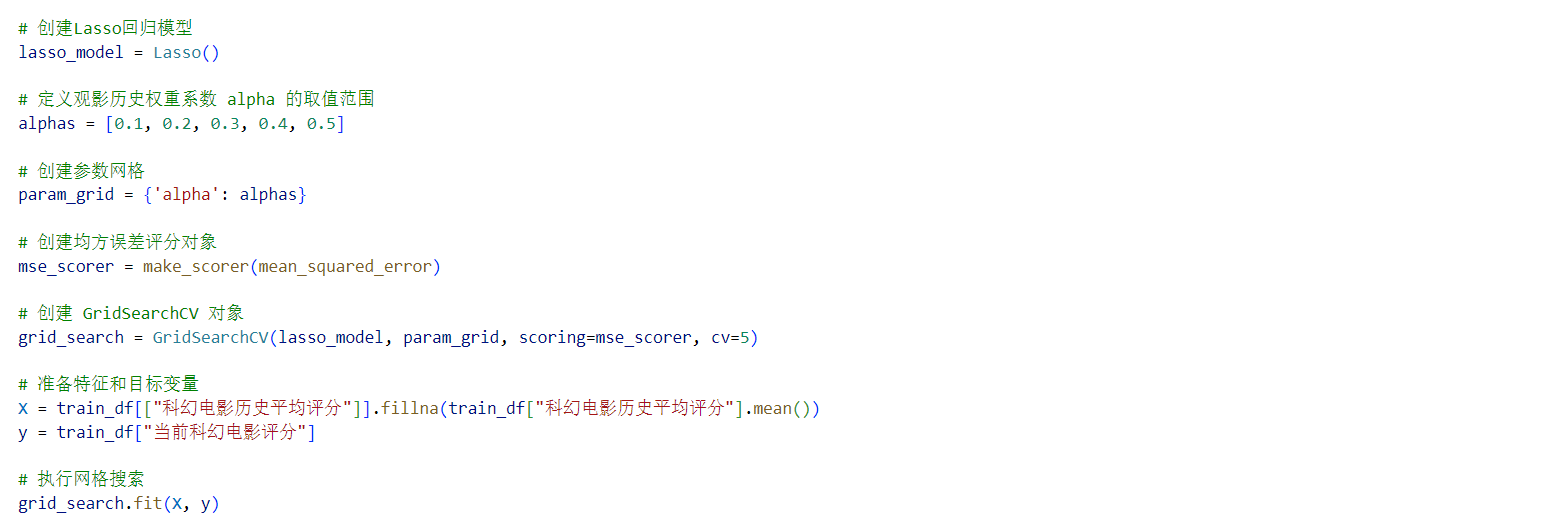 # 创建Lasso回归模型
lasso_model = Lasso()
# 定义观影历史权重系数 alpha 的取值范围
alphas = [0.1, 0.2, 0.3, 0.4, 0.5]
# 创建参数网格
param_grid = {'alpha': alphas}
# 创建均方误差评分对象
mse_scorer = make_scorer(mean_squared_error)
# 创建 GridSearchCV 对象
grid_search = GridSearchCV(lasso_model, param_grid, scoring=mse_scorer, cv=5)
# 准备特征和目标变量
X = train_df[["科幻电影历史平均评分"]].fillna(train_df["科幻电影历史平均评分"].mean())
y = train_df["当前科幻电影评分"]
# 执行网格搜索
grid_search.fit(X, y)